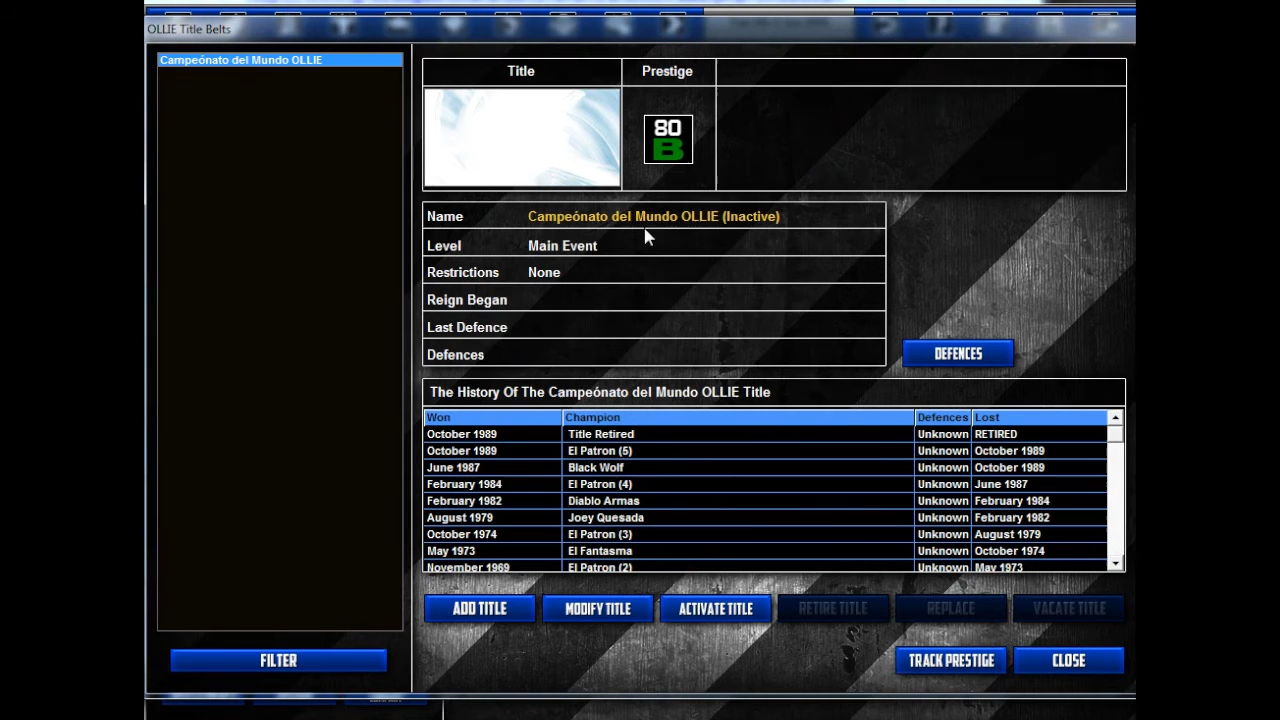 OLLIE Title Belts
Campeónato del Mundo OLLIE
FILTER
Title Prestige
80
B
Name Campeónato del Mundo OLLIE (Inactive)
Level Main Event
Restrictions None
Reign Began
Last Defence
Defences
DEFENCES
The History Of The Campeónato del Mundo OLLIE Title
Won Champion Defences Lost
October 1989 Title Retired Unknown RETIRED
October 1989 El Patron (5) Unknown October 1989
June 1987 Black Wolf Unknown October 1989
February 1984 El Patron (4) Unknown June 1987
February 1982 Diablo Armas Unknown February 1984
August 1979 Joey Quesada Unknown February 1982
October 1974 El Patron (3) Unknown August 1979
May 1973 El Fantasma Unknown October 1974
November 1969 El Patron (2) Unknown May 1973
ADD TITLE MODIFY TITLE ACTIVATE TITLE RETIRE TITLE REPLACE VACATE TITLE
TRACK PRESTIGE CLOSE